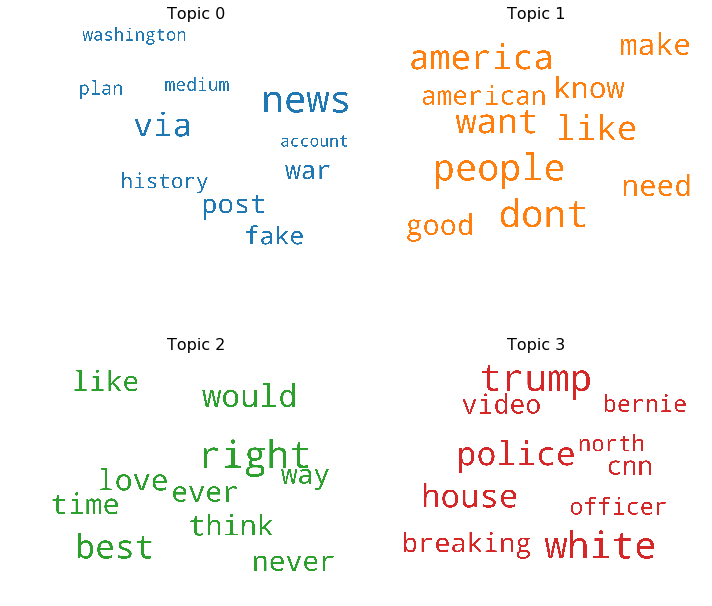 Topic 0
washington
plan
medium
news
via
account
history
war
post
fake
Topic 1
make
america
know
american
want
like
people
need
dont
good
Topic 2
like
would
right
way
love
ever
time
think
best
never
Topic 3
trump
video
bernie
north
police
cnn
house
officer
breaking
white